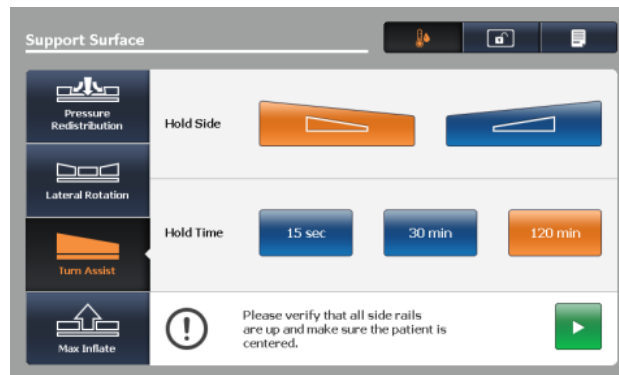 Support Surface
Pressure
Redistribution
Hold Side
Lateral Rotation
Hold Time
15 sec
30 min
120 min
Turn Assist
Please verify that all side rails
are up and make sure the patient is
centered.
Max Inflate